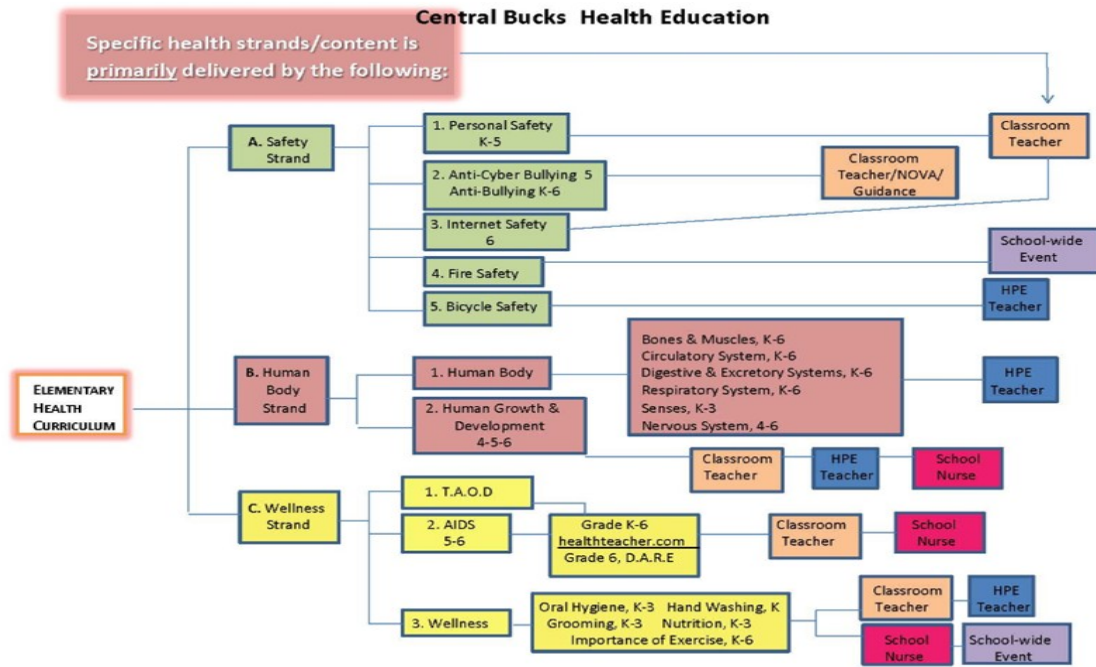 Central Bucks Health Education
Specific health strands/content is
primarily delivered by the following:
A. Safety
Strand
1. Personal Safety
K-5
Classroom
Teacher
2. Anti-Cyber Bullying 5
Anti-Bullying K-6
Classroom
Teacher/NOVA/
Guidance
3. Internet Safety
6
4. Fire Safety
School-wide
Event
5. Bicycle Safety
HPE
Teacher
ELEMENTARY
HEALTH
CURRICULUM
B. Human
Body
Strand
1. Human Body
Bones & Muscles, K-6
Circulatory System, K-6
Digestive & Excretory Systems, K-6
Respiratory System, K-6
Senses, K-3
Nervous System, 4-6
HPE
Teacher
2. Human Growth &
Development
4-5-6
Classroom
Teacher
HPE
Teacher
School
Nurse
C. Wellness
Strand
1. T.A.O.D
2. AIDS
5-6
Grade K-6
healthteacher.com
Grade 6, D.A.R.E
Classroom
Teacher
School
Nurse
3. Wellness
Oral Hygiene, K-3 Hand Washing, K
Grooming, K-3 Nutrition, K-3
Importance of Exercise, K-6
Classroom
Teacher
HPE
Teacher
School
Nurse
School-wide
Event